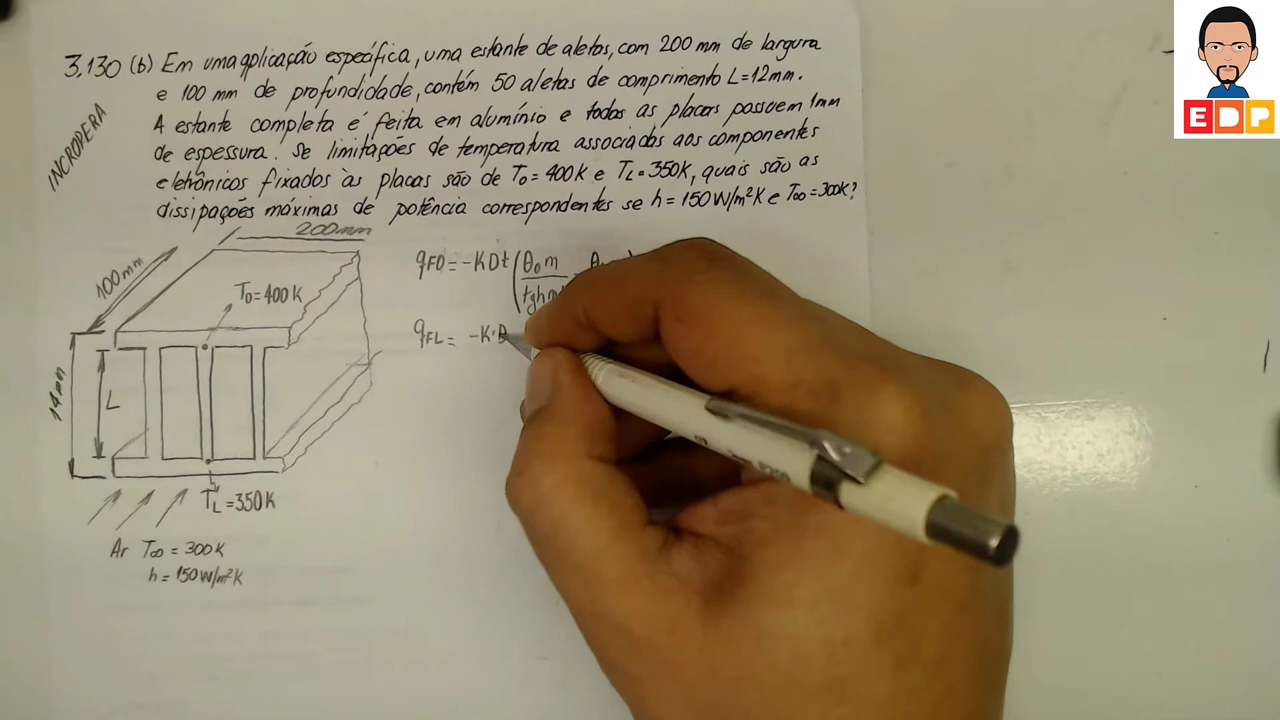 3.130 (b) Em uma aplicação específica, uma estante de aletas, com 200 mm de largura
e 100 mm de profundidade, contém 50 aletas de comprimento L=12mm.
A estante completa é feita em alumínio e todas as placas possuem 1mm
de espessura. Se limitações de temperatura associadas aos componentes
eletrônicos fixados às placas são de T0=400K e TL=350K, quais são as
dissipações máximas de potência correspondentes se h=150W/m²K e T∞=300K?
INCROPERA
200mm
100mm
T0=400K
14mm
L
TL=350K
Ar T∞=300K
h=150W/m²K
qF0=-KDt(θ0m
tgh
qFL= -K·D
EDP